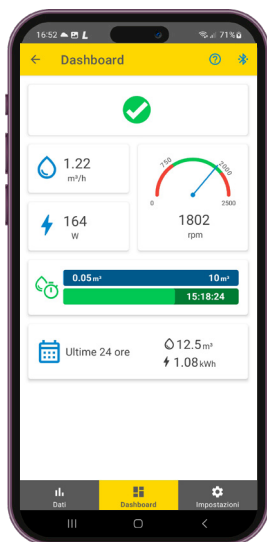 16:52
71%
Dashboard
1.22
m³/h
164
W
750
2000
0
2500
1802
rpm
0.05 m³
10 m³
15:18:24
Ultime 24 ore
12.5 m³
1.08 kWh
Dati
Dashboard
Impostazioni